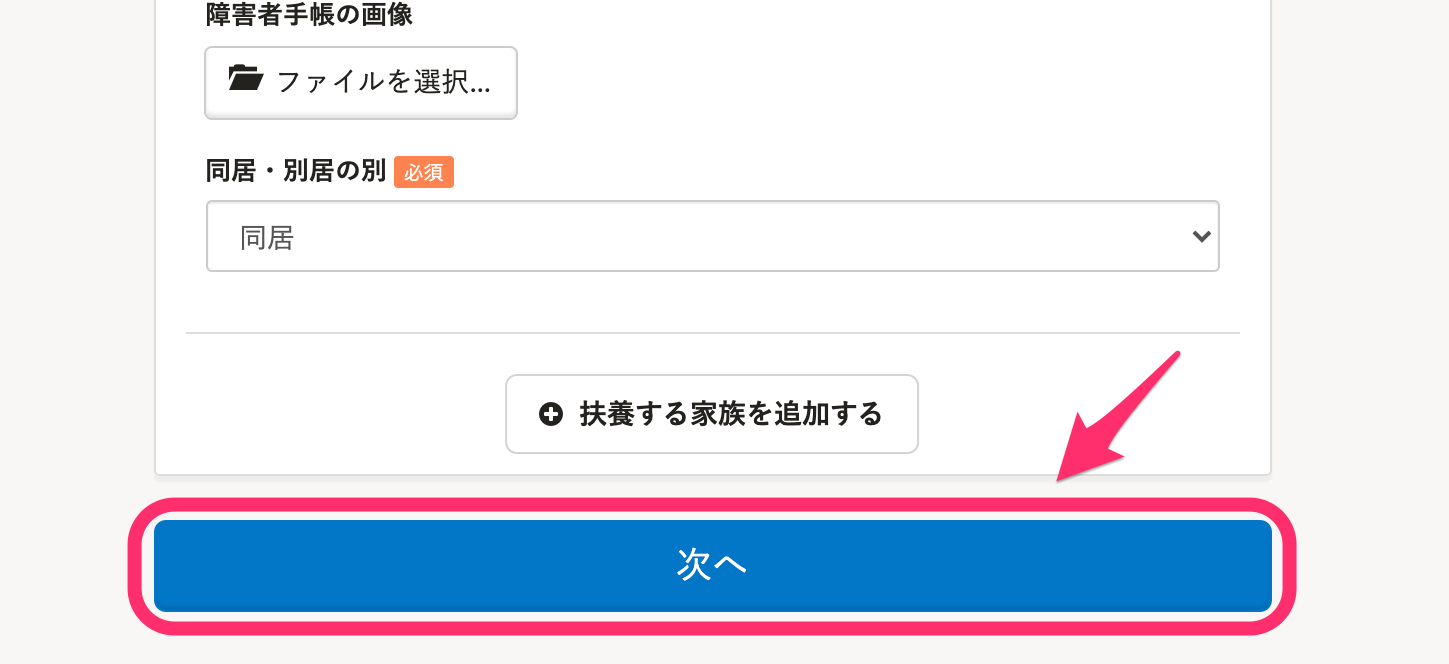 障害者手帳の画像
ファイルを選択...
同居・別居の別 必須
同居
扶養する家族を追加する
次へ